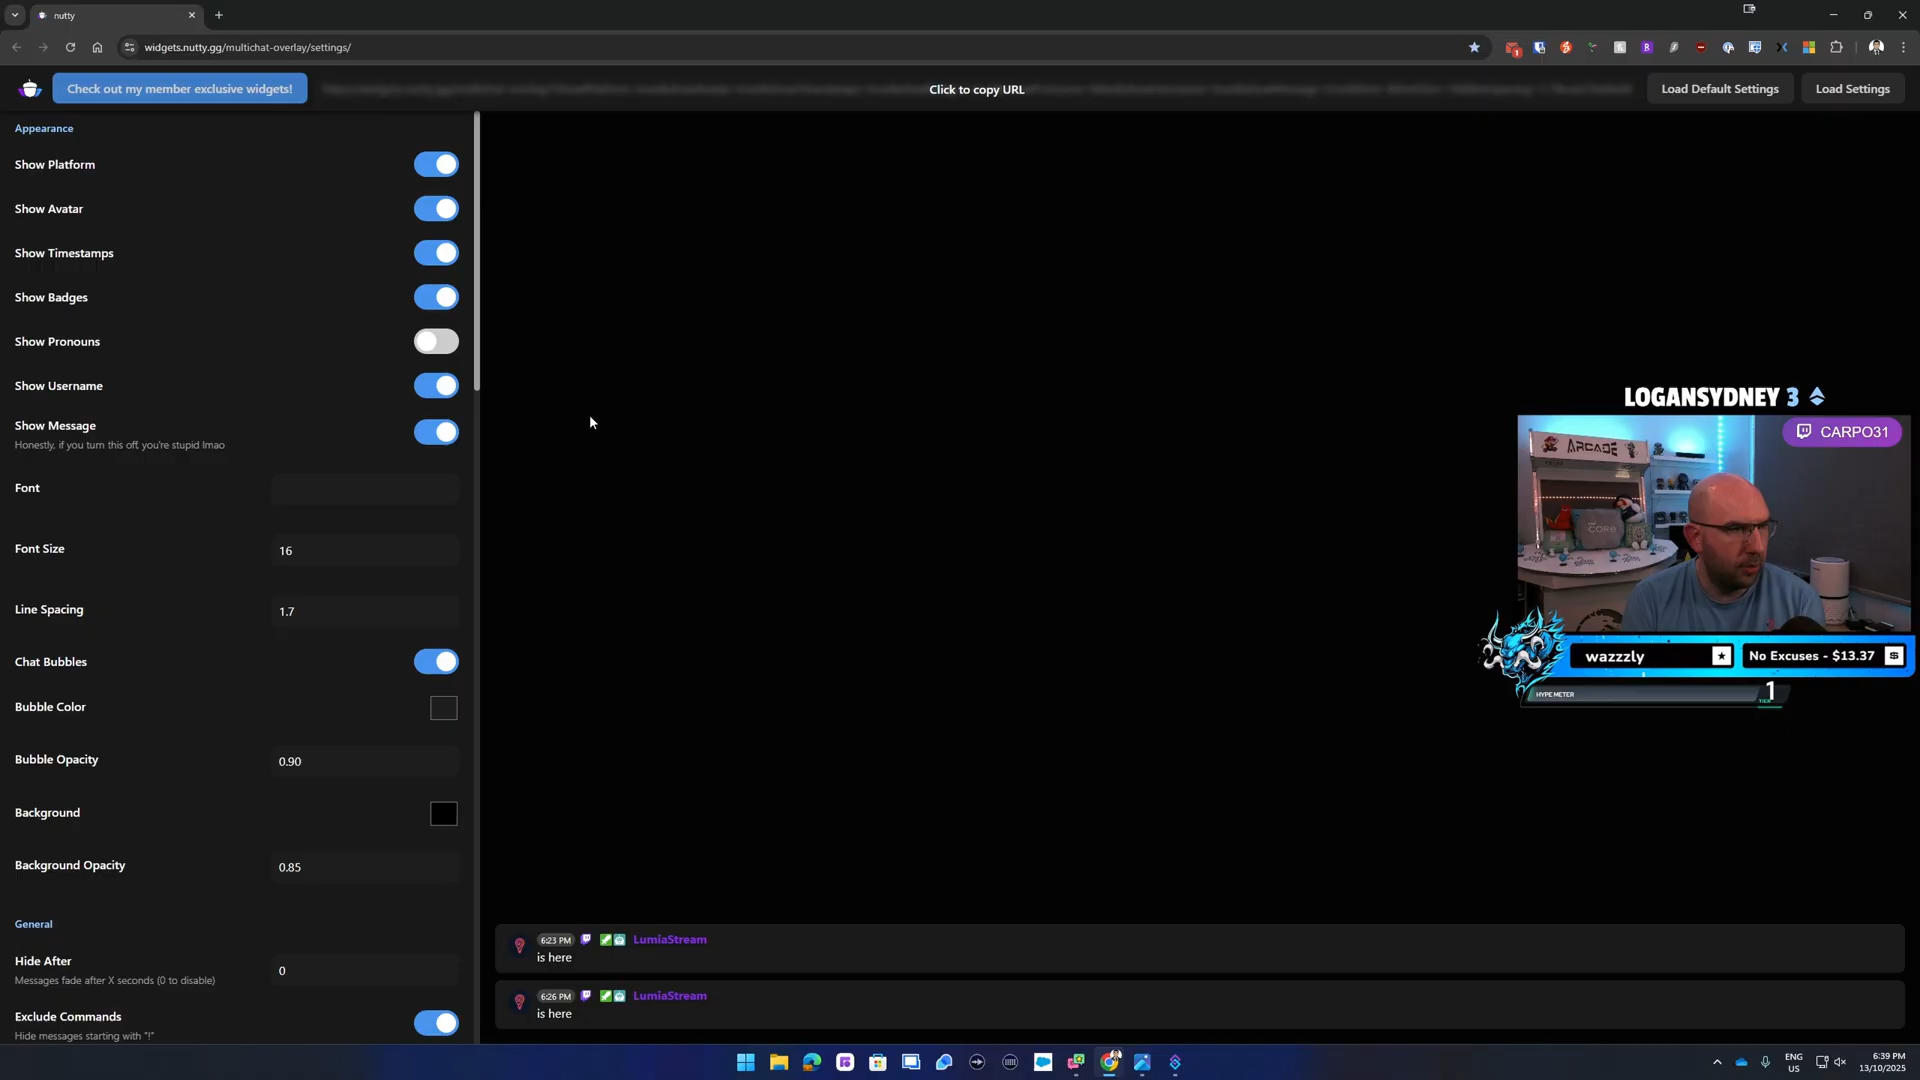 nutty
widgets.nutty.gg/multichat-overlay/settings/
1
Check out my member exclusive widgets!
Click to copy URL
Load Default Settings
Load Settings
Appearance
Show Platform
Show Avatar
Show Timestamps
Show Badges
Show Pronouns
Show Username
Show Message
Honestly, if you turn this off, you're stupid lmao
Font
Font Size
16
Line Spacing
1.7
Chat Bubbles
Bubble Color
Bubble Opacity
0.90
Background
Background Opacity
0.85
General
Hide After
Messages fade after X seconds (0 to disable)
0
Exclude Commands
Hide messages starting with "!"
LOGANSYDNEY 3
CARPO31
ARCADE
CORE
wazzzly
No Excuses - $13.37
HYPE METER
1
TIER
6:23 PM LumiaStream
is here
6:26 PM LumiaStream
is here
ENG
US
6:39 PM
13/10/2025